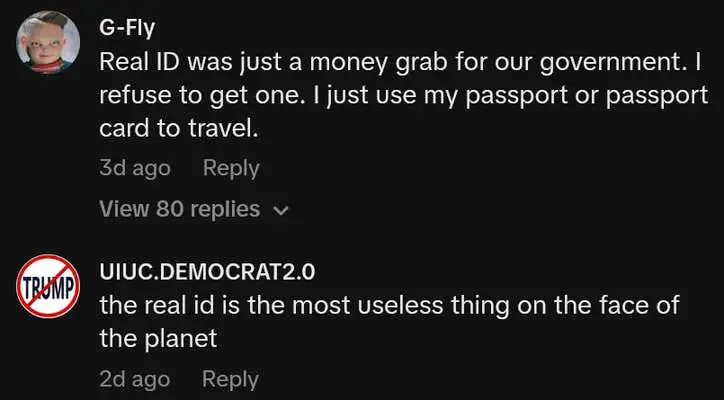 G-Fly
Real ID was just a money grab for our government. I
refuse to get one. I just use my passport or passport
card to travel.
3d ago Reply
View 80 replies
TRUMP
UIUC.DEMOCRAT2.0
the real id is the most useless thing on the face of
the planet
2d ago Reply